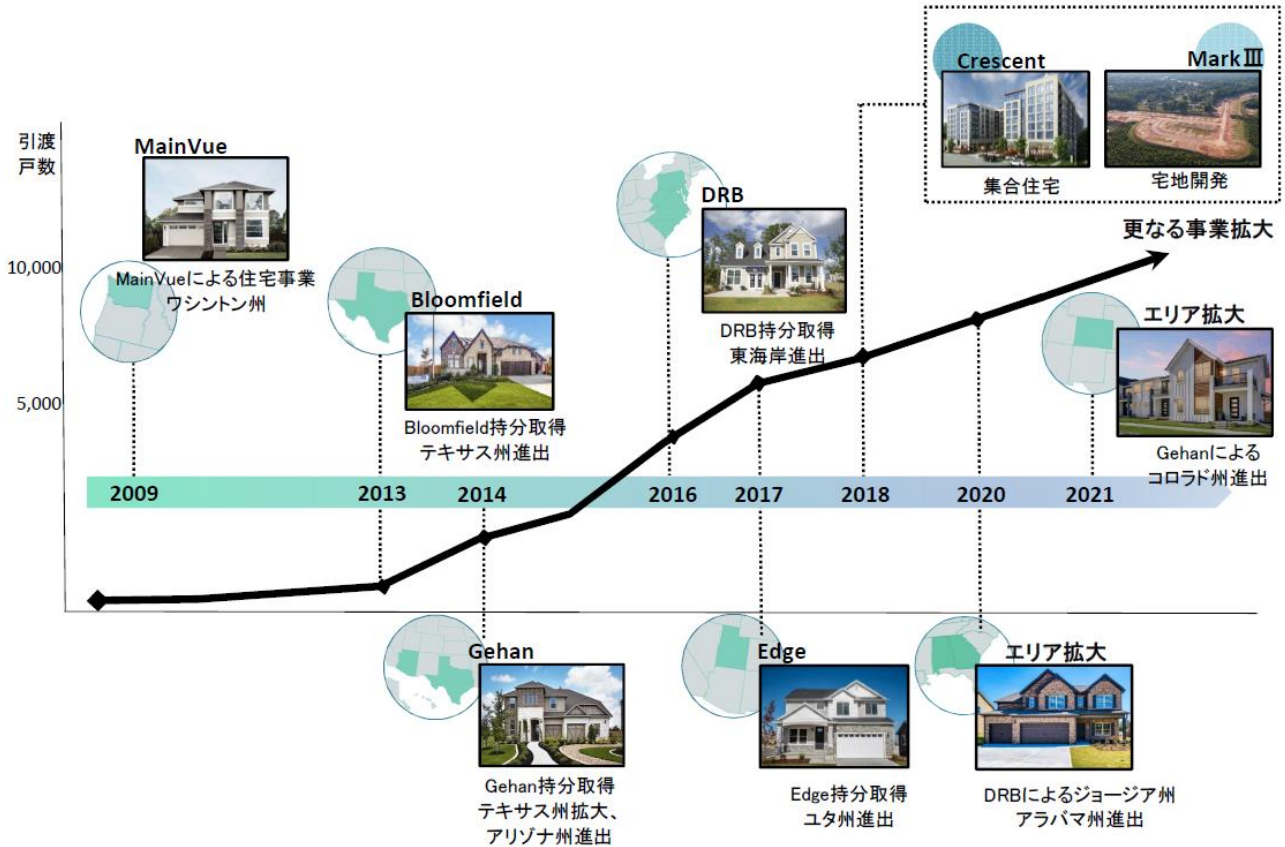 Crescent
MarkⅢ
集合住宅
宅地開発
引渡
戸数
MainVue
MainVueによる住宅事業
ワシントン州
Bloomfield
Bloomfield持分取得
テキサス州進出
DRB
DRB持分取得
東海岸進出
更なる事業拡大
エリア拡大
Gehanによる
コロラド州進出
10,000
5,000
2009
2013
2014
2016
2017
2018
2020
2021
Gehan
Gehan持分取得
テキサス州拡大、
アリゾナ州進出
Edge
Edge持分取得
ユタ州進出
エリア拡大
DRBによるジョージア州
アラバマ州進出